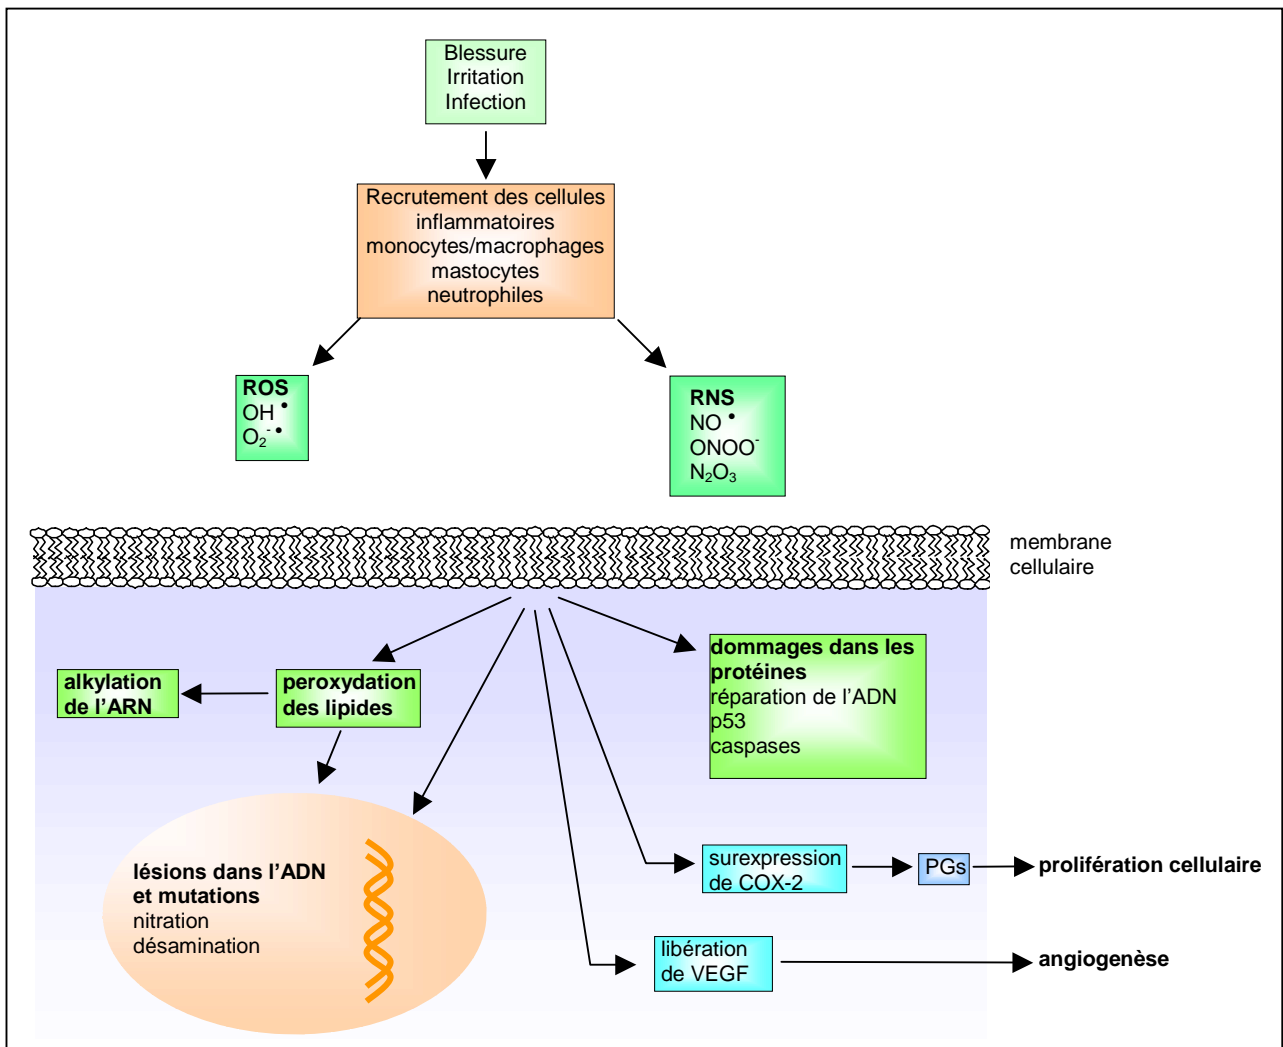 Blessure
Irritation
Infection
Recrutement des cellules
inflammatoires
monocytes/macrophages
mastocytes
neutrophiles
ROS
OH •
O₂⁻ •
RNS
NO •
ONOO⁻
N₂O₃
membrane
cellulaire
alkylation
de l’ARN
peroxydation
des lipides
dommages dans les
protéines
réparation de l’ADN
p53
caspases
lésions dans l’ADN
et mutations
nitration
désamination
surexpression
de COX-2
PGs
prolifération cellulaire
libération
de VEGF
angiogenèse